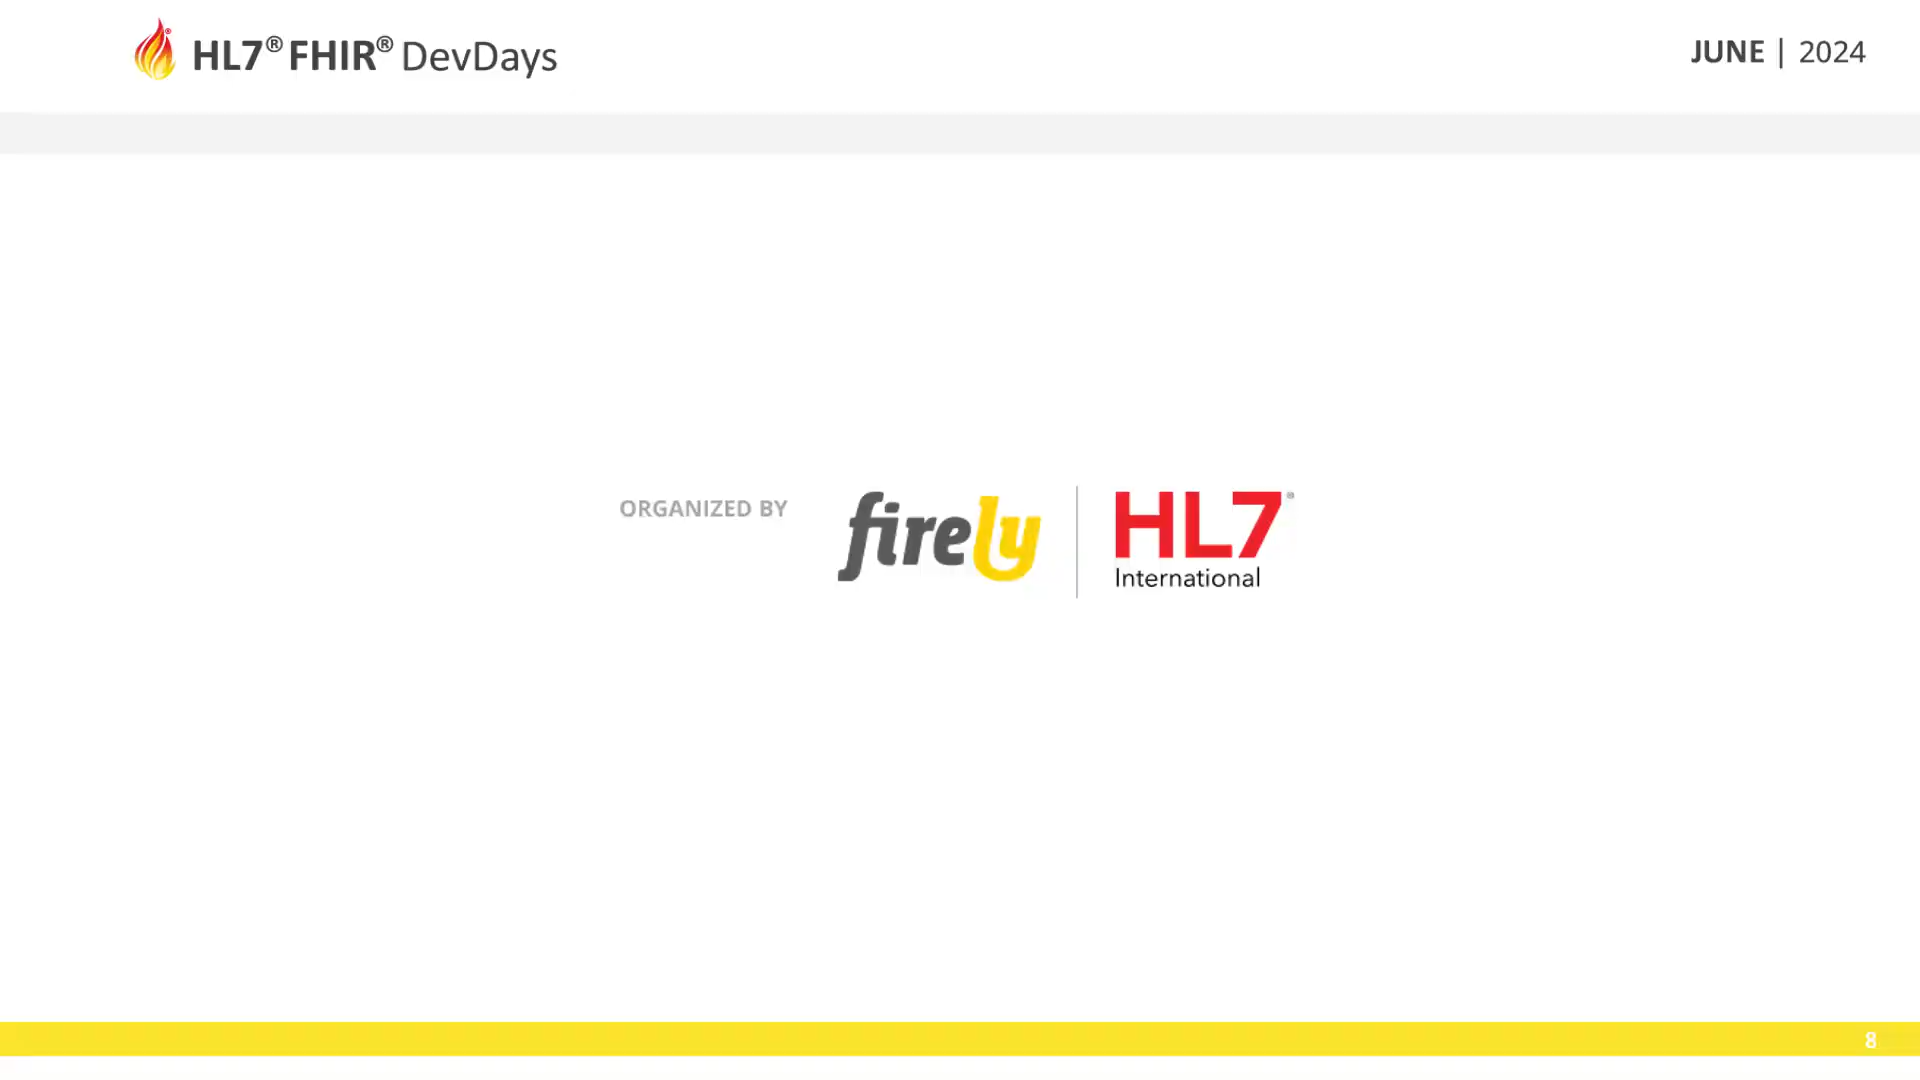 HL7® FHIR® DevDays
JUNE | 2024
ORGANIZED BY
firely
HL7®
International
8